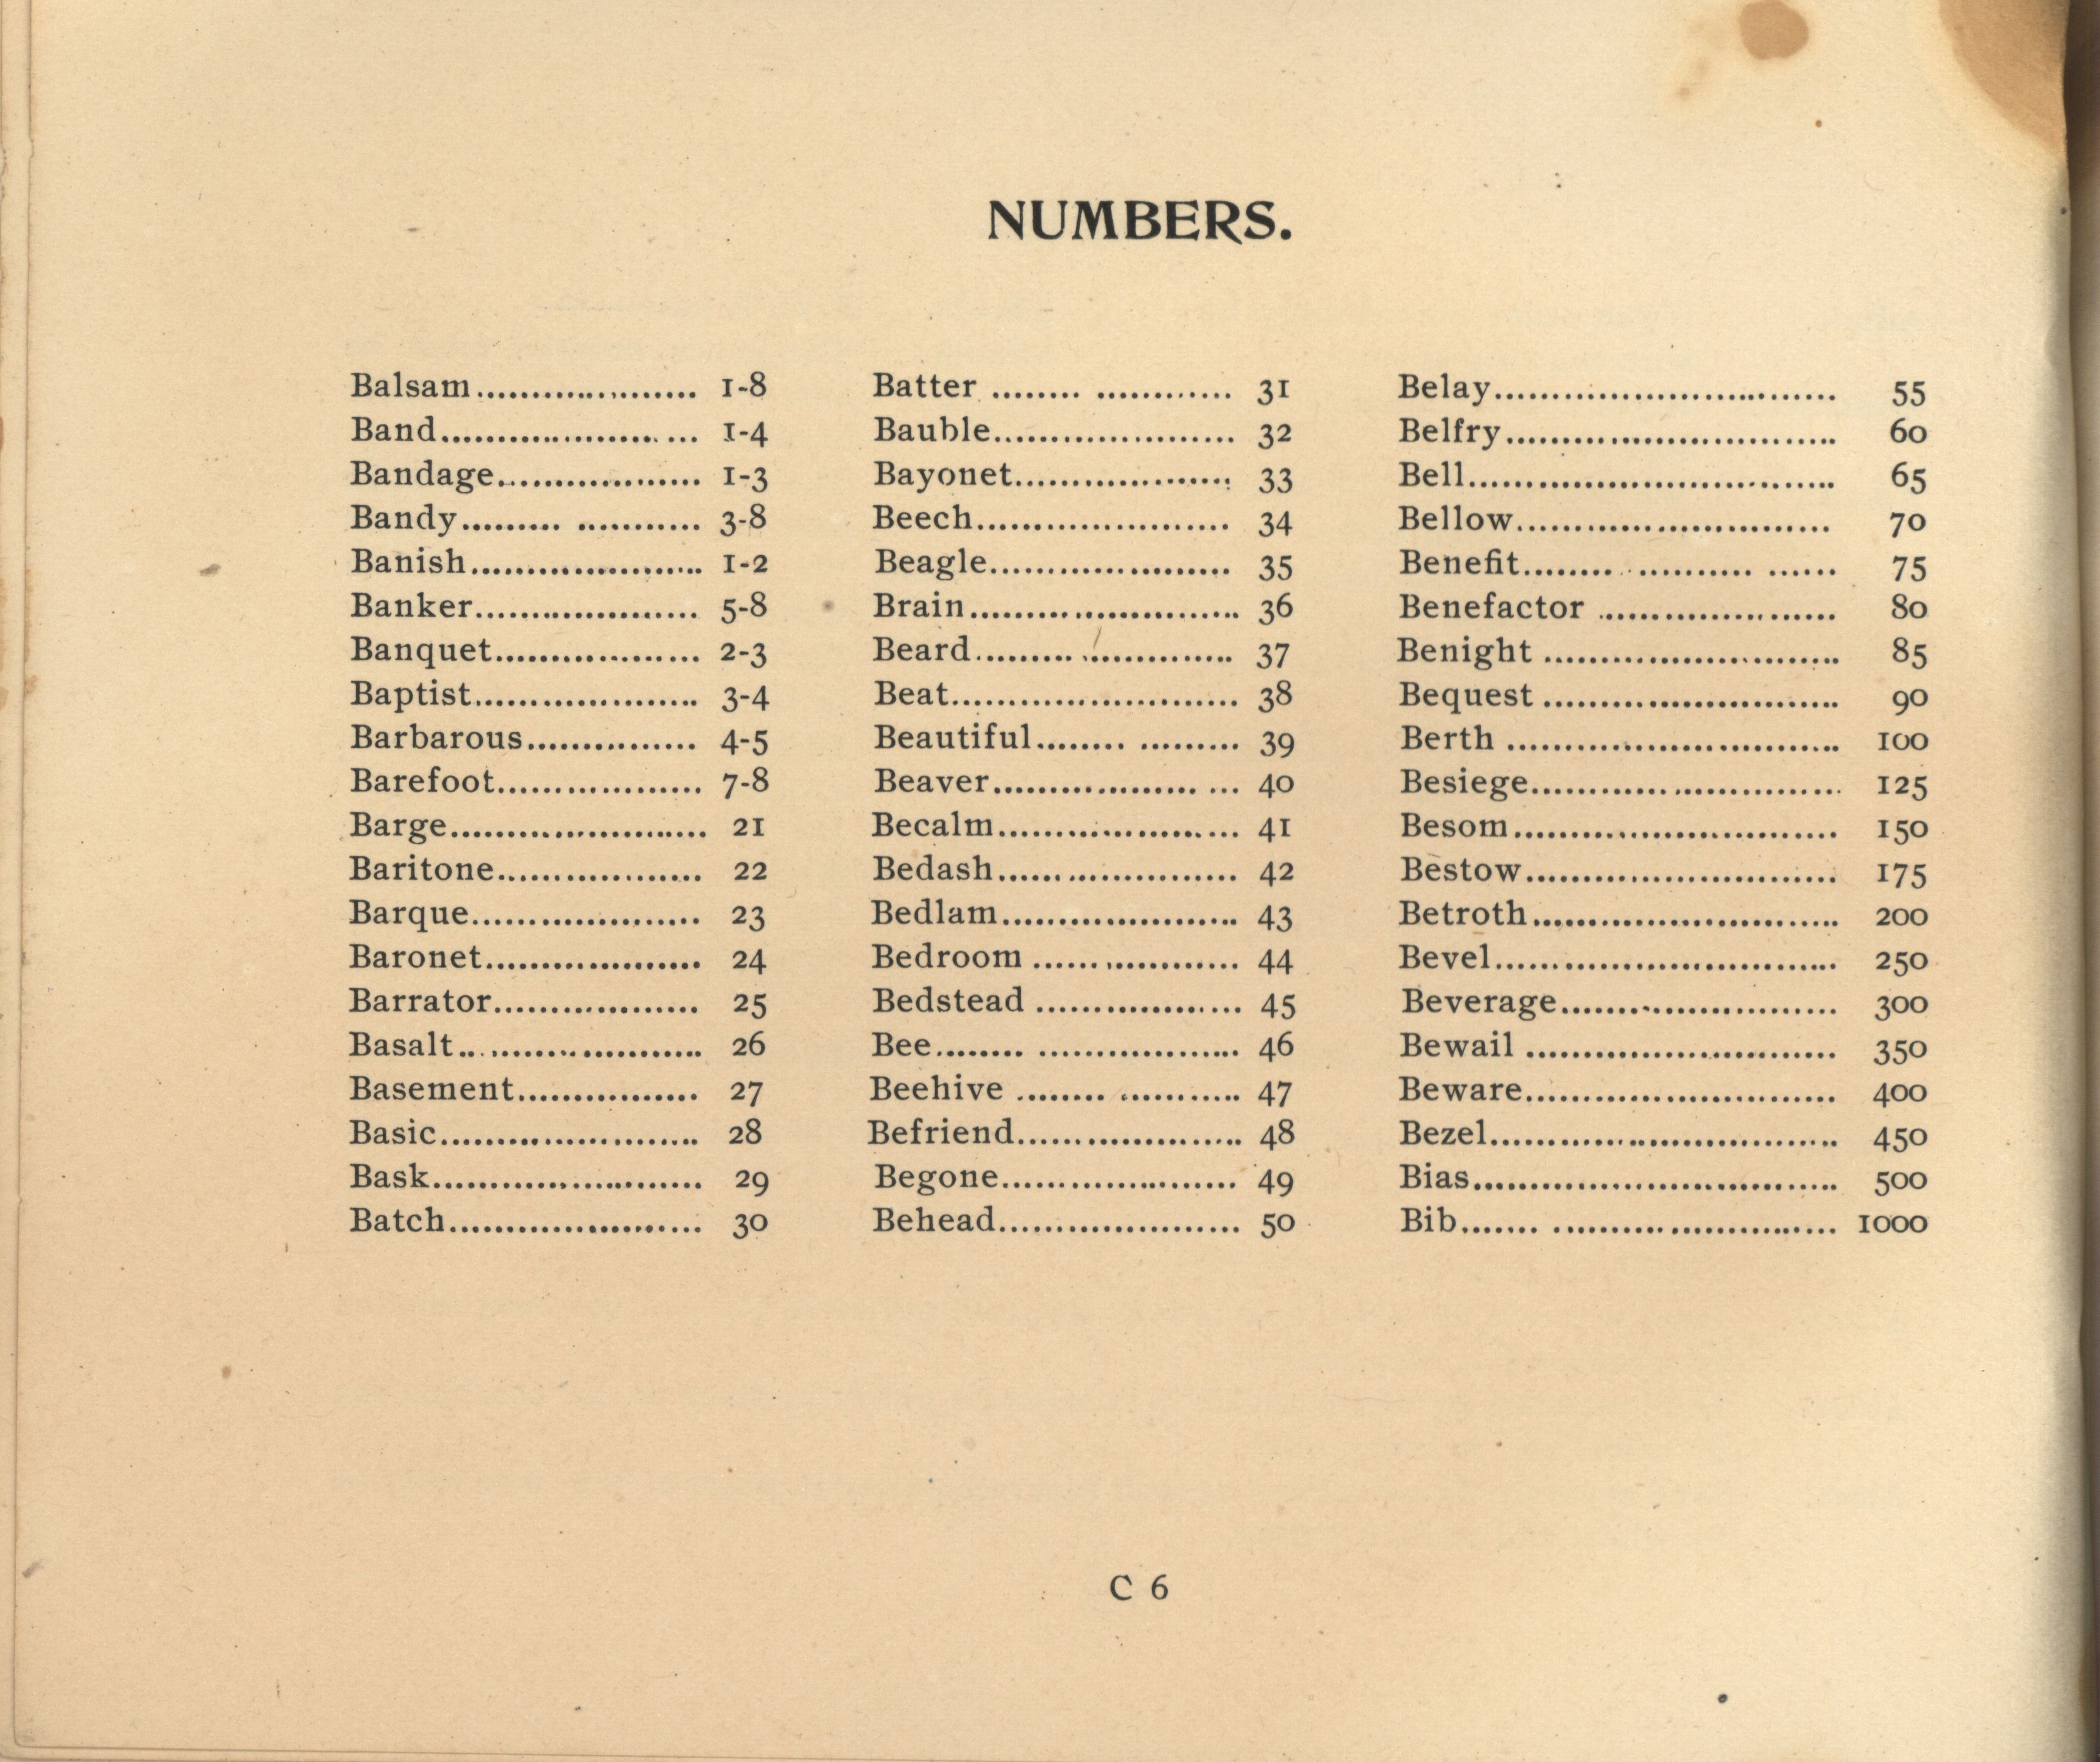 NUMBERS.
Balsam..................... 1-8
Band........................ 1-4
Bandage................... 1-3
Bandy......... ........... 3-8
Banish...................... 1-2
Banker..................... 5-8
Banquet................... 2-3
Baptist..................... 3-4
Barbarous............... 4-5
Barefoot................... 7-8
Barge........................ 21
Baritone................... 22
Barque..................... 23
Baronet.................... 24
Barrator................... 25
Basalt....................... 26
Basement................. 27
Basic........................ 28
Bask......................... 29
Batch........................ 30
Batter ........ ............ 31
Bauble...................... 32
Bayonet.................... 33
Beech....................... 34
Beagle...................... 35
Brain......................... 36
Beard........................ 37
Beat........................... 38
Beautiful........ ......... 39
Beaver................... ... 40
Becalm...................... 41
Bedash...................... 42
Bedlam...................... 43
Bedroom ................... 44
Bedstead ................... 45
Bee........ ................... 46
Beehive ........ ........... 47
Befriend..................... 48
Begone...................... 49
Behead...................... 50
Belay................................ 55
Belfry............................... 60
Bell.................................. 65
Bellow.............................. 70
Benefit........ ........... ...... 75
Benefactor ...................... 80
Benight ............................ 85
Bequest ............................ 90
Berth ................................ 100
Besiege............................. 125
Besom............................... 150
Bestow.............................. 175
Betroth............................. 200
Bevel................................ 250
Beverage.......................... 300
Bewail .............................. 350
Beware.............................. 400
Bezel................................ 450
Bias.................................. 500
Bib....... .......................... 1000
C 6